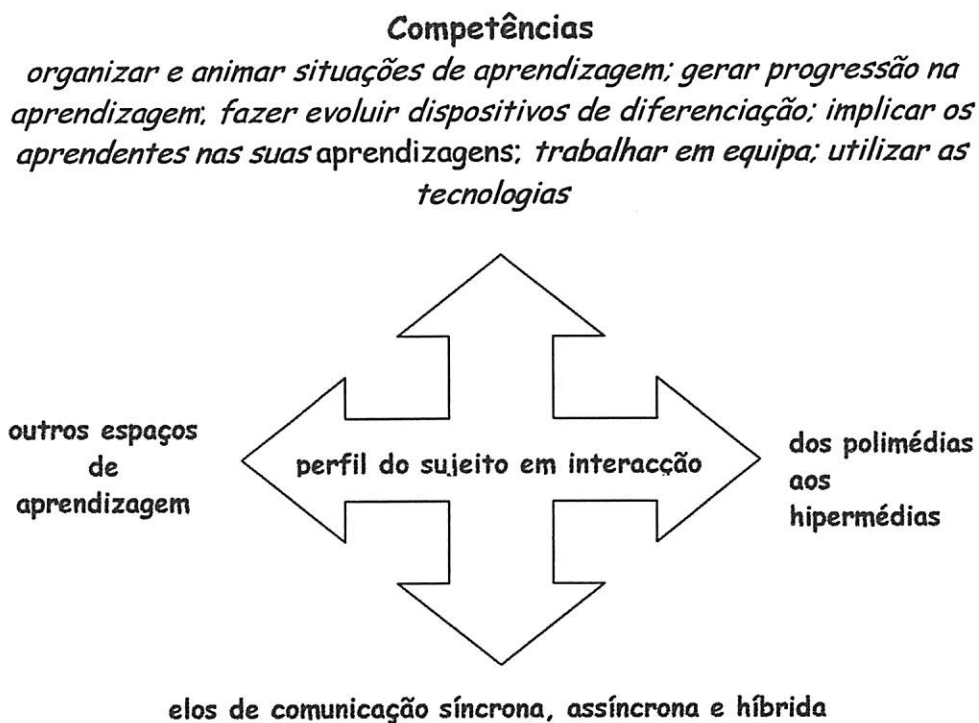 Competências
organizar e animar situações de aprendizagem; gerar progressão na
aprendizagem; fazer evoluir dispositivos de diferenciação; implicar os
aprendentes nas suas aprendizagens; trabalhar em equipa; utilizar as
tecnologias
outros espaços
de
aprendizagem
perfil do sujeito em interacção
dos polimédias
aos
hipermédias
elos de comunicação síncrona, assíncrona e híbrida